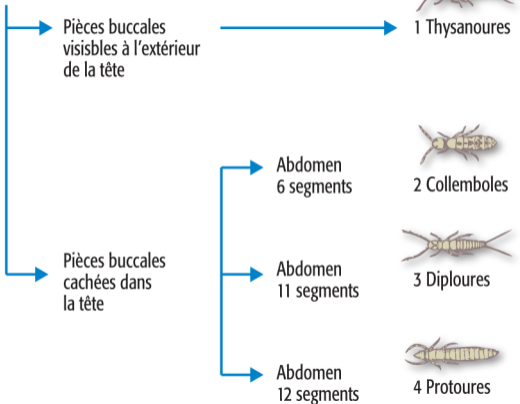 Pièces buccales
visibles à l'extérieur
de la tête
1 Thysanoures
Abdomen
6 segments
2 Collemboles
Pièces buccales
cachées dans
la tête
Abdomen
11 segments
3 Diploures
Abdomen
12 segments
4 Protoures